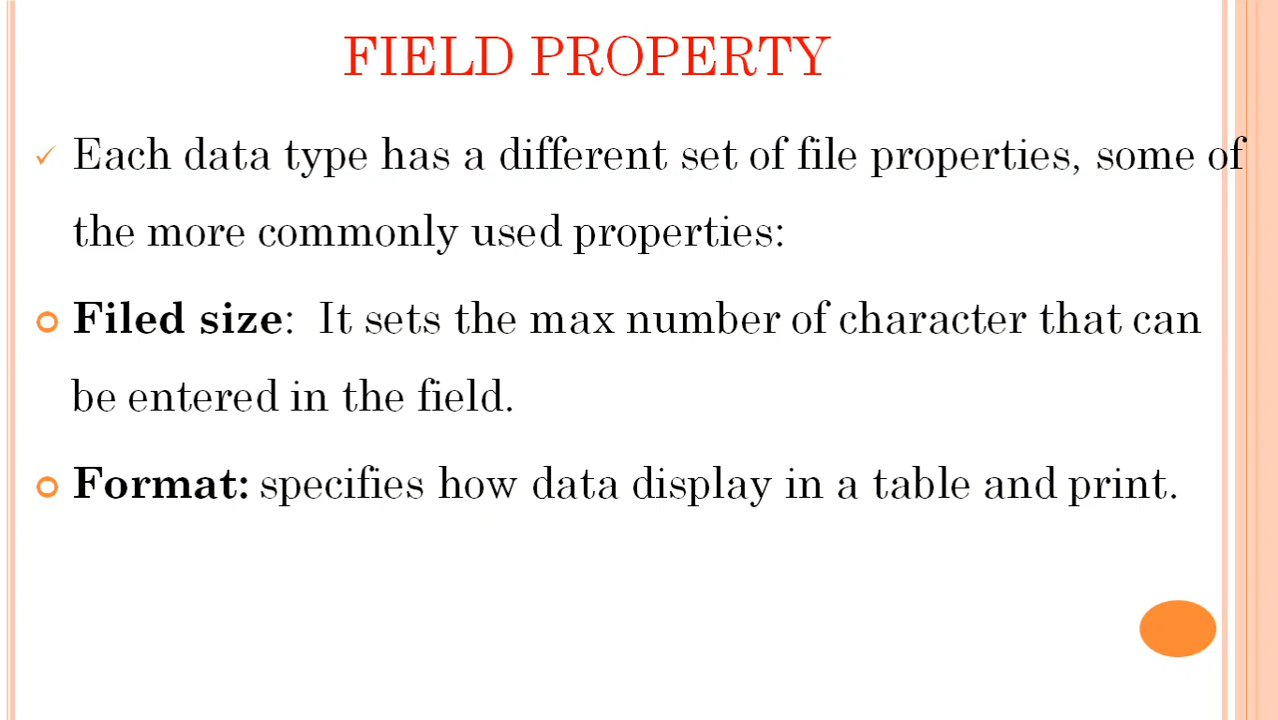 FIELD PROPERTY
Each data type has a different set of file properties, some of
the more commonly used properties:
Filed size: It sets the max number of character that can
be entered in the field.
Format: specifies how data display in a table and print.